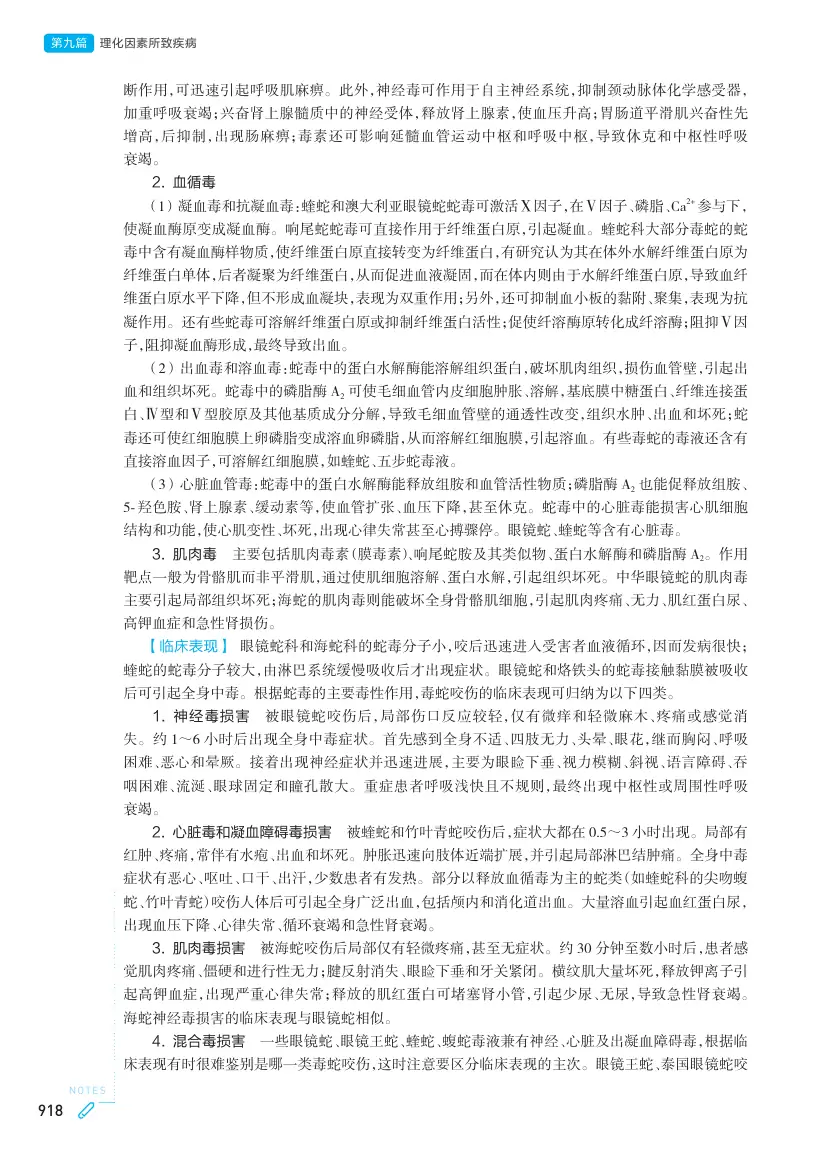 第九篇 理化因素所致疾病
断作用,可迅速引起呼吸肌麻痹。此外,神经毒可作用于自主神经系统,抑制颈动脉体化学感受器,
加重呼吸衰竭;兴奋肾上腺髓质中的神经受体,释放肾上腺素,使血压升高;胃肠道平滑肌兴奋性先
增高,后抑制,出现肠麻痹;毒素还可影响延髓血管运动中枢和呼吸中枢,导致休克和中枢性呼吸
衰竭。
2. 血循毒
(1)凝血毒和抗凝血毒:蝰蛇和澳大利亚眼镜蛇蛇毒可激活Ⅹ因子,在Ⅴ因子、磷脂、Ca²⁺参与下,
使凝血酶原变成凝血酶。响尾蛇蛇毒可直接作用于纤维蛋白原,引起凝血。蝰蛇科大部分毒蛇的蛇
毒中含有凝血酶样物质,使纤维蛋白原直接转变为纤维蛋白,有研究认为其在体外水解纤维蛋白原为
纤维蛋白单体,后者凝聚为纤维蛋白,从而促进血液凝固,而在体内则由于水解纤维蛋白原,导致血纤
维蛋白原水平下降,但不形成血凝块,表现为双重作用;另外,还可抑制血小板的黏附、聚集,表现为抗
凝作用。还有些蛇毒可溶解纤维蛋白原或抑制纤维蛋白活性;促使纤溶酶原转化成纤溶酶;阻抑Ⅴ因
子,阻抑凝血酶形成,最终导致出血。
(2)出血毒和溶血毒:蛇毒中的蛋白水解酶能溶解组织蛋白,破坏肌肉组织,损伤血管壁,引起出
血和组织坏死。蛇毒中的磷脂酶 A₂ 可使毛细血管内皮细胞肿胀、溶解,基底膜中糖蛋白、纤维连接蛋
白、Ⅳ型和Ⅴ型胶原及其他基质成分分解,导致毛细血管壁的通透性改变,组织水肿、出血和坏死;蛇
毒还可使红细胞膜上卵磷脂变成溶血卵磷脂,从而溶解红细胞膜,引起溶血。有些毒蛇的毒液还含有
直接溶血因子,可溶解红细胞膜,如蝰蛇、五步蛇毒液。
(3)心脏血管毒:蛇毒中的蛋白水解酶能释放组胺和血管活性物质;磷脂酶 A₂ 也能促释放组胺、
5-羟色胺、肾上腺素、缓动素等,使血管扩张、血压下降,甚至休克。蛇毒中的心脏毒能损害心肌细胞
结构和功能,使心肌变性、坏死,出现心律失常甚至心搏骤停。眼镜蛇、蝰蛇等含有心脏毒。
3. 肌肉毒 主要包括肌肉毒素(膜毒素)、响尾蛇胺及其类似物、蛋白水解酶和磷脂酶 A₂。作用
靶点一般为骨骼肌而非平滑肌,通过使肌细胞溶解、蛋白水解,引起组织坏死。中华眼镜蛇的肌肉毒
主要引起局部组织坏死;海蛇的肌肉毒则能破坏全身骨骼肌细胞,引起肌肉疼痛、无力、肌红蛋白尿、
高钾血症和急性肾损伤。
【临床表现】 眼镜蛇科和海蛇科的蛇毒分子小,咬后迅速进入受害者血液循环,因而发病很快;
蝰蛇的蛇毒分子较大,由淋巴系统缓慢吸收后才出现症状。眼镜蛇和烙铁头的蛇毒接触黏膜被吸收
后可引起全身中毒。根据蛇毒的主要毒性作用,毒蛇咬伤的临床表现可归纳为以下四类。
1. 神经毒损害 被眼镜蛇咬伤后,局部伤口反应较轻,仅有微痒和轻微麻木、疼痛或感觉消
失。约 1~6 小时后出现全身中毒症状。首先感到全身不适、四肢无力、头晕、眼花,继而胸闷、呼吸
困难、恶心和晕厥。接着出现神经症状并迅速进展,主要为眼睑下垂、视力模糊、斜视、语言障碍、吞
咽困难、流涎、眼球固定和瞳孔散大。重症患者呼吸浅快且不规则,最终出现中枢性或周围性呼吸
衰竭。
2. 心脏毒和凝血障碍毒损害 被蝰蛇和竹叶青蛇咬伤后,症状大都在 0.5~3 小时出现。局部有
红肿、疼痛,常伴有水疱、出血和坏死。肿胀迅速向肢体近端扩展,并引起局部淋巴结肿痛。全身中毒
症状有恶心、呕吐、口干、出汗,少数患者有发热。部分以释放血循毒为主的蛇类(如蝰蛇科的尖吻蝮
蛇、竹叶青蛇)咬伤人体后可引起全身广泛出血,包括颅内和消化道出血。大量溶血引起血红蛋白尿,
出现血压下降、心律失常、循环衰竭和急性肾衰竭。
3. 肌肉毒损害 被海蛇咬伤后局部仅有轻微疼痛,甚至无症状。约 30 分钟至数小时后,患者感
觉肌肉疼痛、僵硬和进行性无力;腱反射消失、眼睑下垂和牙关紧闭。横纹肌大量坏死,释放钾离子引
起高钾血症,出现严重心律失常;释放的肌红蛋白可堵塞肾小管,引起少尿、无尿,导致急性肾衰竭。
海蛇神经毒损害的临床表现与眼镜蛇相似。
4. 混合毒损害 一些眼镜蛇、眼镜王蛇、蝰蛇、蝮蛇毒液兼有神经、心脏及出凝血障碍毒,根据临
床表现有时很难鉴别是哪一类毒蛇咬伤,这时注意要区分临床表现的主次。眼镜王蛇、泰国眼镜蛇咬
NOTES
918